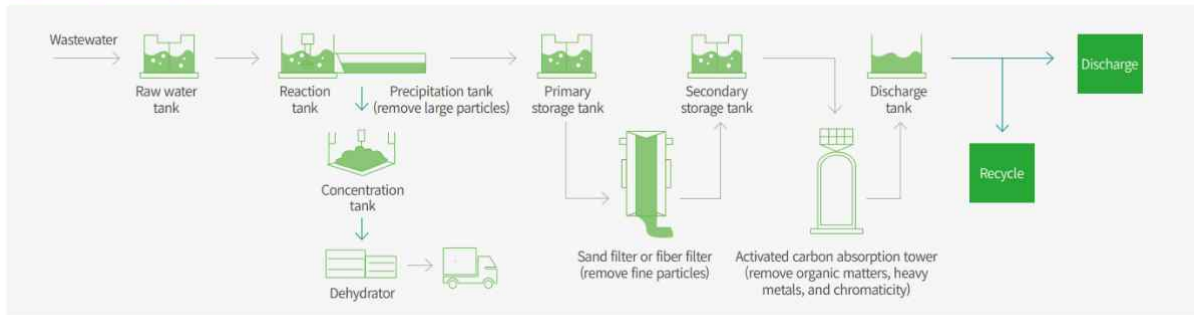 Wastewater
Raw water
tank
Reaction
tank
Precipitation tank
(remove large particles)
Primary
storage tank
Secondary
storage tank
Discharge
tank
Discharge
Recycle
Concentration
tank
Sand filter or fiber filter
(remove fine particles)
Activated carbon absorption tower
(remove organic matters, heavy
metals, and chromaticity)
Dehydrator